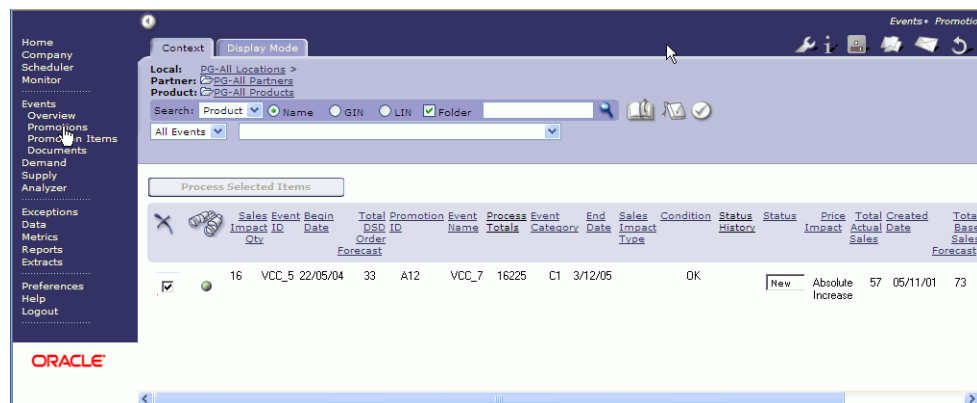 Events• Promotio
Home
Company
Scheduler
Monitor
Events
Overview
Promotions
Promotion Items
Documents
Demand
Supply
Analyzer
Exceptions
Data
Metrics
Reports
Extracts
Preferences
Help
Logout
ORACLE
Context Display Mode
Local: PG-All Locations >
Partner: PG-All Partners
Product: PG-All Products
Search: Product Name GIN LIN Folder
All Events
Process Selected Items
Sales Event Begin Total Promotion Event Process Event End Sales Condition Status Status Price Total Created Tota
Impact ID Date DSD ID Name Totals Category Date Impact History Impact Actual Date Base
Qty Order Type Sales Sales
Forecast Forecast
16 VCC_5 22/05/04 33 A12 VCC_7 16225 C1 3/12/05 OK New Absolute 57 05/11/01 73
Increase